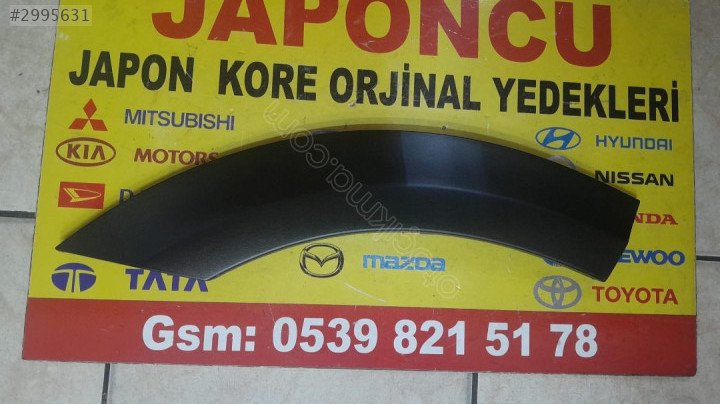 #2995631
JAPONCU
JAPON KORE ORJİNAL YEDEKLERİ
MITSUBISHI
HYUNDAI
KIA
MOTORS
NISSAN
TATA
mazda
TOYOTA
Gsm: 0539 821 51 78